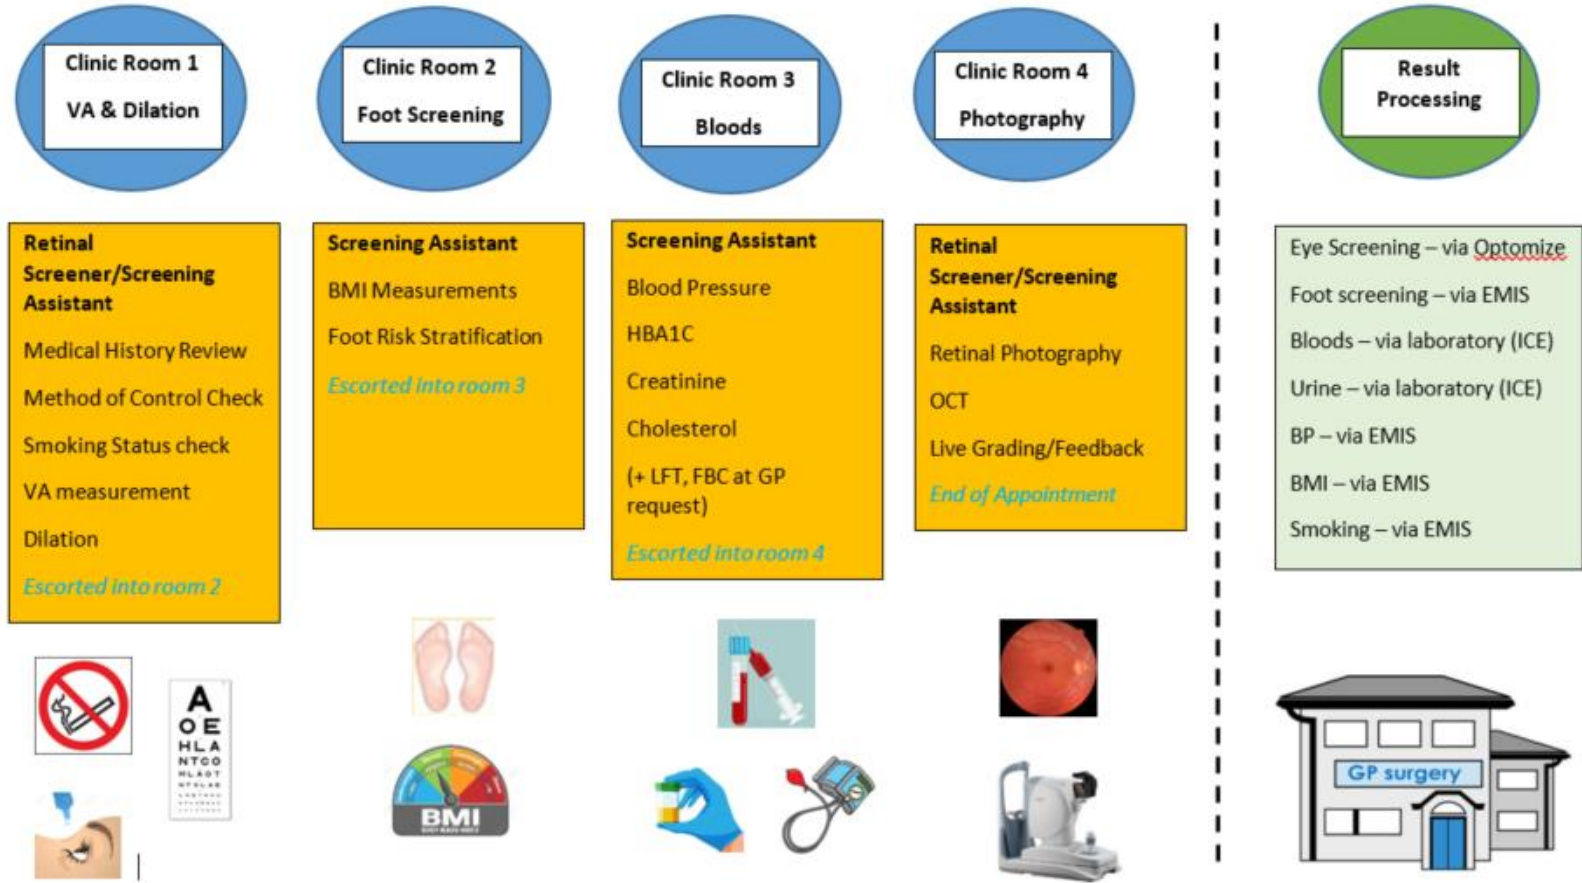 Clinic Room 1
VA & Dilation
Clinic Room 2
Foot Screening
Clinic Room 3
Bloods
Clinic Room 4
Photography
Result
Processing
Retinal
Screener/Screening
Assistant
Medical History Review
Method of Control Check
Smoking Status check
VA measurement
Dilation
Escorted into room 2
Screening Assistant
BMI Measurements
Foot Risk Stratification
Escorted into room 3
Screening Assistant
Blood Pressure
HBA1C
Creatinine
Cholesterol
(+ LFT, FBC at GP
request)
Escorted into room 4
Retinal
Screener/Screening
Assistant
Retinal Photography
OCT
Live Grading/Feedback
End of Appointment
Eye Screening – via Optomize
Foot screening – via EMIS
Bloods – via laboratory (ICE)
Urine – via laboratory (ICE)
BP – via EMIS
BMI – via EMIS
Smoking – via EMIS
A
OE
HLA
NTCO
BMI
GP surgery